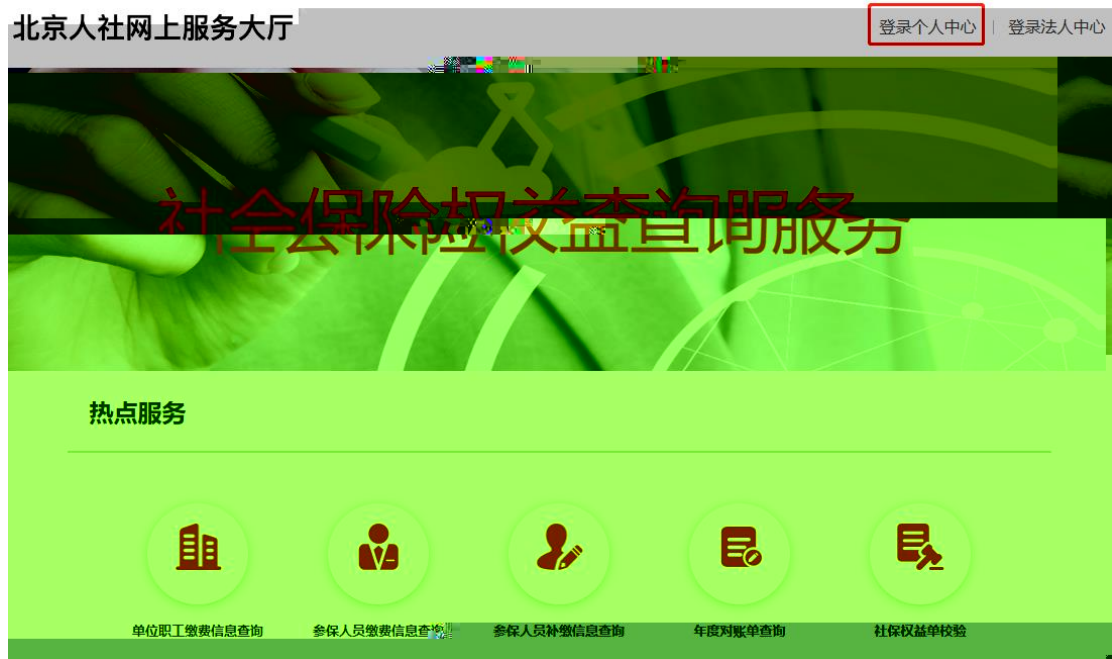 北京人社网上服务大厅
登录个人中心 | 登录法人中心
社会保险权益查询服务
热点服务
单位职工缴费信息查询 参保人员缴费信息查询 参保人员补缴信息查询 年度对账单查询 社保权益单校验